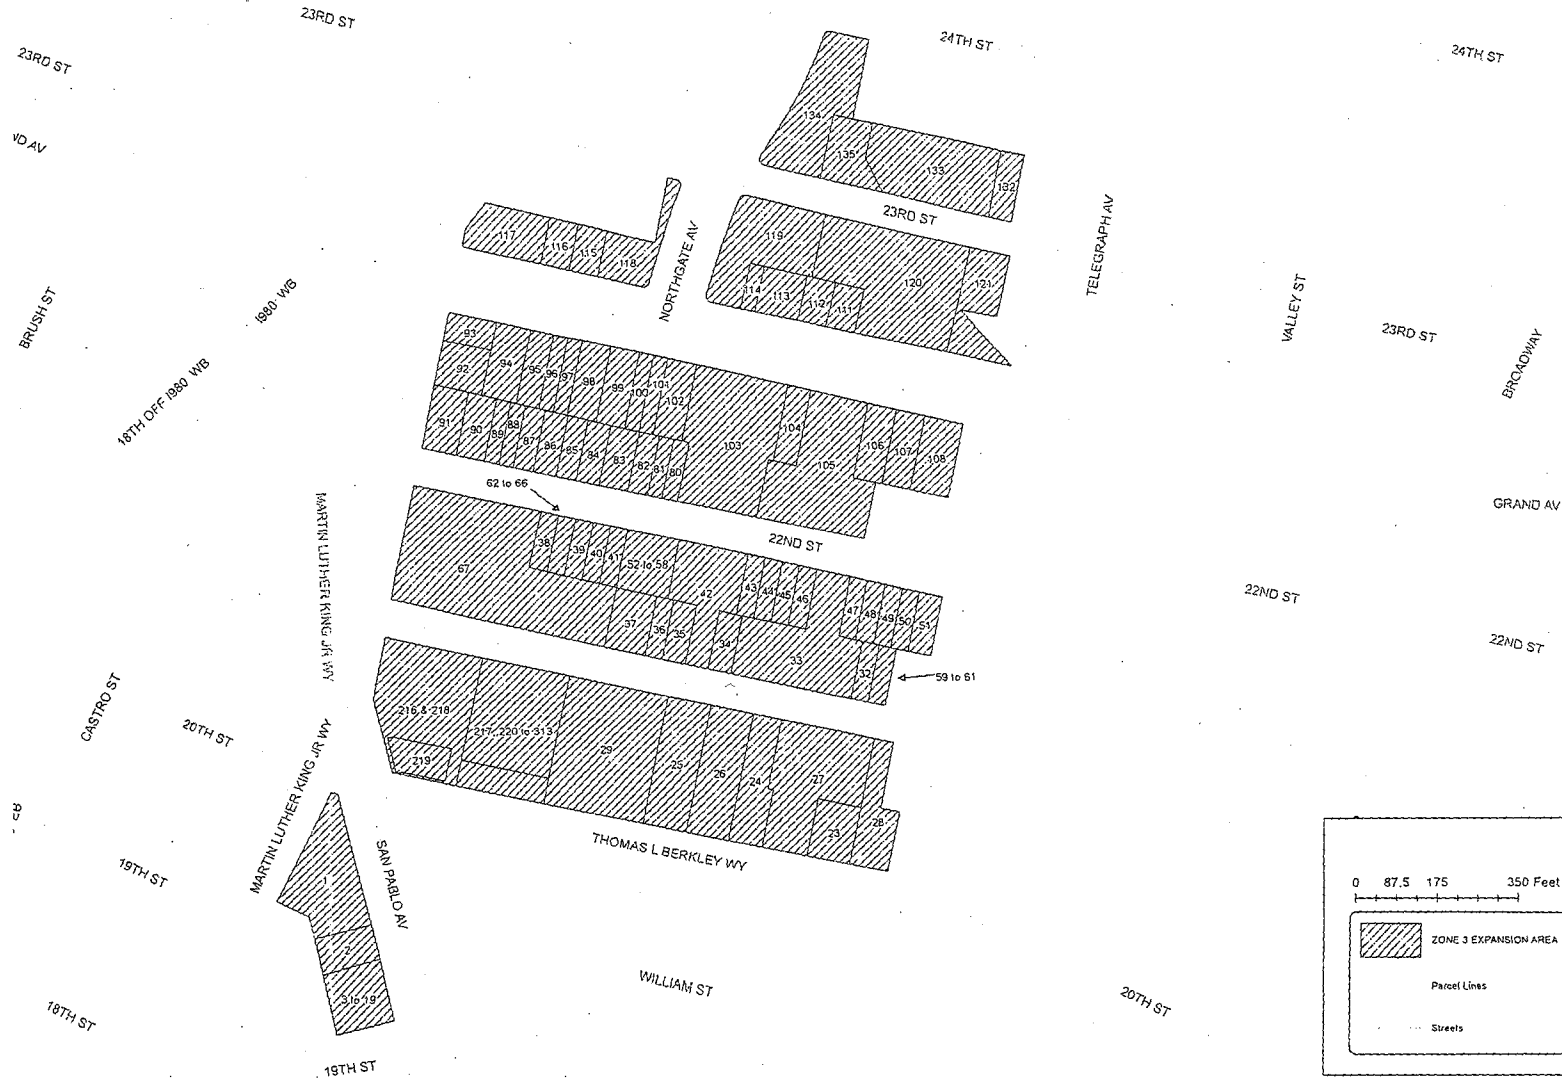 23RD ST
24TH ST
24TH ST
23RD ST
134
135
133
132
23RD ST
117
116
115
118
NORTHGATE AV
119
120
121
114
113
112
111
TELEGRAPH AV
VALLEY ST
23RD ST
BROADWAY
BRUSH ST
I980 WB
18TH OFF I980 WB
93
92
94
95
96
97
98
99
100
101
102
103
104
105
106
107
108
91
90
89
88
87
86
85
84
83
82
81
80
62 to 66
22ND ST
GRAND AV
MARTIN LUTHER KING JR WY
67
38
39
40
41
52 to 58
42
43
44
45
46
47
48
49
50
51
37
36
35
34
33
32
59 to 61
22ND ST
22ND ST
CASTRO ST
20TH ST
MARTIN LUTHER KING JR WY
216 & 218
217, 220 to 313
219
29
25
26
24
27
23
28
THOMAS L BERKLEY WY
19TH ST
SAN PABLO AV
1
2
3 to 19
WILLIAM ST
20TH ST
18TH ST
19TH ST
0 87.5 175 350 Feet
ZONE 3 EXPANSION AREA
Parcel Lines
Streets